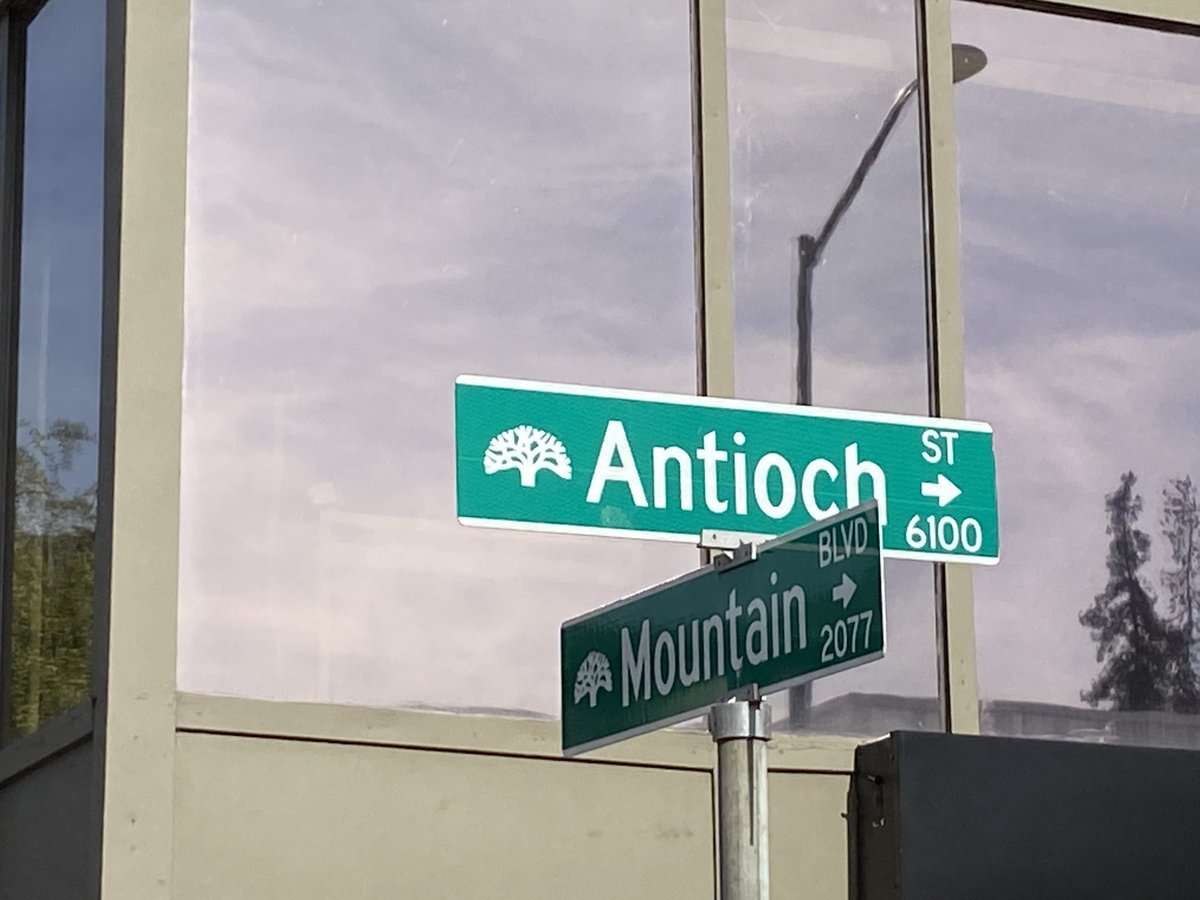 Antioch ST
6100
Mountain BLVD
2077